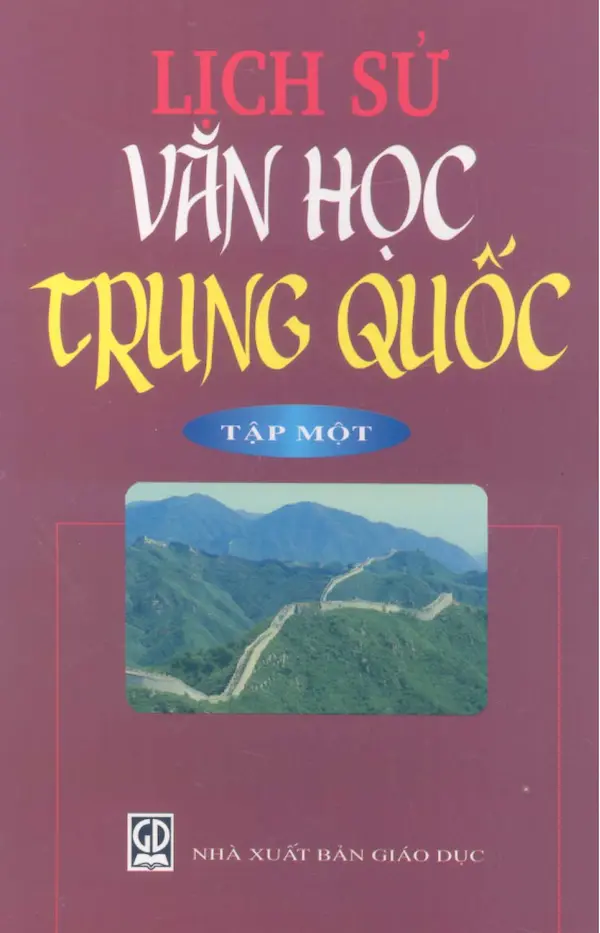 LỊCH SỬ
VĂN HỌC
TRUNG QUỐC
TẬP MỘT
GD
NHÀ XUẤT BẢN GIÁO DỤC